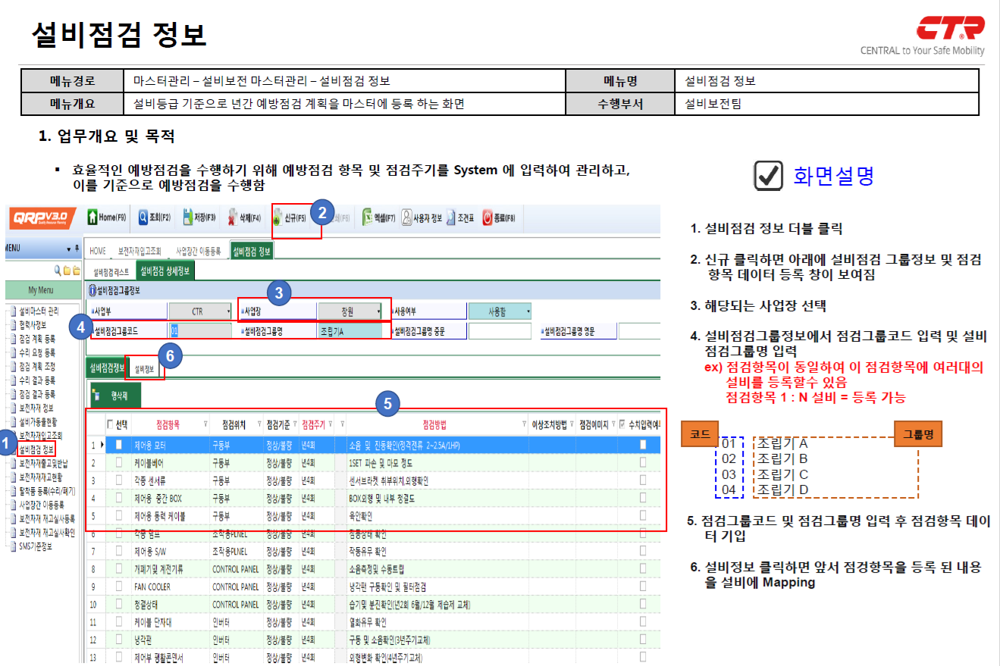 설비점검 정보
CTR
CENTRAL to Your Safe Mobility
메뉴경로 마스터관리 – 설비보전 마스터관리 – 설비점검 정보 메뉴명 설비점검 정보
메뉴개요 설비등급 기준으로 년간 예방점검 계획을 마스터에 등록 하는 화면 수행부서 설비보전팀
1. 업무개요 및 목적
▪ 효율적인 예방점검을 수행하기 위해 예방점검 항목 및 점검주기를 System 에 입력하여 관리하고,
이를 기준으로 예방점검을 수행함
QRP V3.0 Home(F9) 조회(F2) 저장(F3) 삭제(F4) 신규(F5) 2 엑셀(F7) 사용자 정보 조건표 종료(F8)
MENU
HOME 보전자재입고조회 사업장간 이동등록 설비점검 정보
설비점검리스트 설비점검 상세정보
My Menu
설비점검그룹정보
3
사업부 CTR 사업장 창원 사용여부 사용함
4
설비점검그룹코드 01 설비점검그룹명 조립기A 설비점검그룹명 중문 설비점검그룹명 영문
설비마스터 관리
협력사정보
점검 계획 등록
수리 요청 등록
점검 계획 조정
수리 결과 등록
점검 결과 등록
보전자재 정보
설비가동률현황
보전자재입고조회
1
설비점검 정보
보전자재출고및반납
보전자재재고현황
탈착품 등록(수리/폐기)
사업장간 이동등록
보전자재 재고실사등록
보전자재 재고실사확인
SMS기준정보
6
설비점검정보 설비정보
행삭제
5
선택 점검항목 점검위치 점검기준 점검주기 점검방법 이상조치방법 점검이미지 수치입력여
1 제어용 모터 구동부 정상/불량 년4회 소음 및 진동확인(정격전류 2~2.5A/1HP)
2 케이블베어 구동부 정상/불량 년4회 1SET 파손 및 마모 정도
3 각종 센서류 구동부 정상/불량 년4회 센서브라켓 취부위치,외형확인
4 제어용 중간 BOX 구동부 정상/불량 년4회 BOX외형 및 내부 청결도
5 제어용 동력 케이블 구동부 정상/불량 년4회 육안확인
6 각종 램프 조작용PLNEL 정상/불량 년4회 점등상태 확인
7 제어용 S/W 조작용PLNEL 정상/불량 년4회 작동유무 확인
8 개폐기및 계전기류 CONTROL PANEL 정상/불량 년4회 소음측정및 수동트립
9 FAN COOLER CONTROL PANEL 정상/불량 년4회 냉각팬 구동확인 및 필터점검
10 청결상태 CONTROL PANEL 정상/불량 년4회 습기및 분진확인(년2회 6월/12월 제습제 교체)
11 케이블 단자대 인버터 정상/불량 년4회 열화유무 확인
12 냉각팬 인버터 정상/불량 년4회 구동 및 소음확인(3년주기교체)
13 제어부 평활콘덴서 인버터 정상/불량 년4회 외형변화 확인(4년주기교체)
화면설명
1. 설비점검 정보 더블 클릭
2. 신규 클릭하면 아래에 설비점검 그룹정보 및 점검
항목 데이터 등록 창이 보여짐
3. 해당되는 사업장 선택
4. 설비점검그룹정보에서 점검그룹코드 입력 및 설비
점검그룹명 입력
ex) 점검항목이 동일하여 이 점검항목에 여러대의
설비를 등록할수 있음
점검항목 1 : N 설비 = 등록 가능
코드 그룹명
01 조립기 A
02 조립기 B
03 조립기 C
04 조립기 D
5. 점검그룹코드 및 점검그룹명 입력 후 점검항목 데이
터 기입
6. 설비정보 클릭하면 앞서 점검항목을 등록 된 내용
을 설비에 Mapping